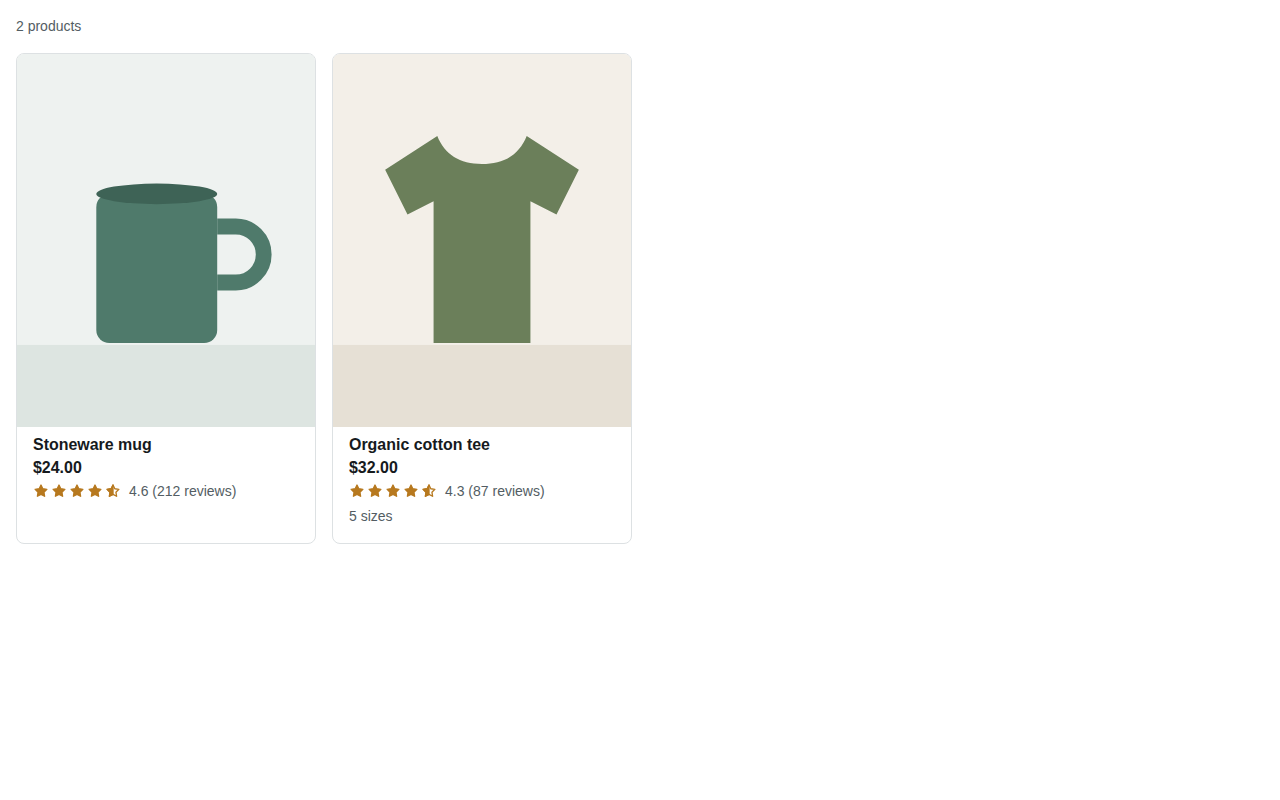 2 products
Stoneware mug
$24.00
4.6 (212 reviews)
Organic cotton tee
$32.00
4.3 (87 reviews)
5 sizes